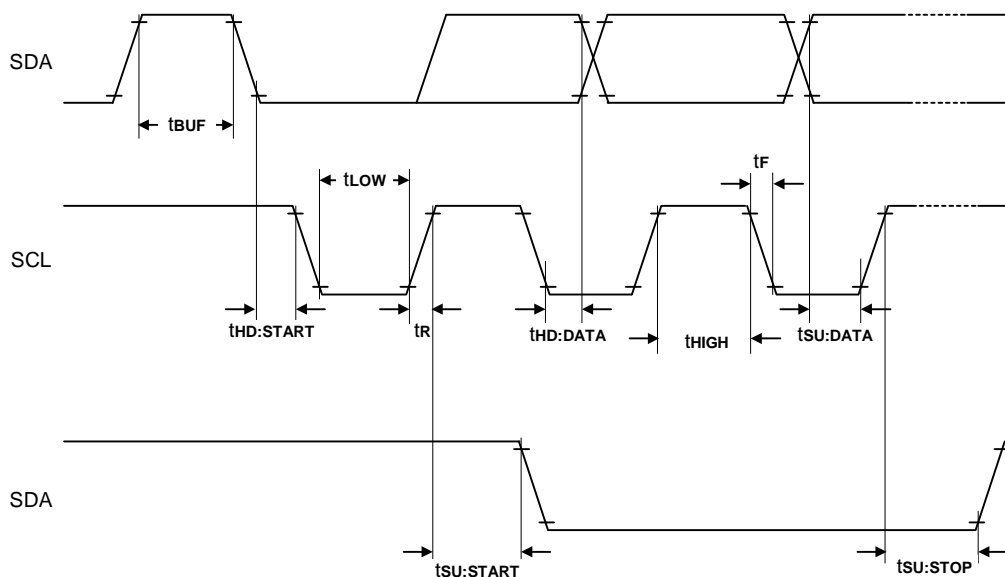 SDA
tBUF
tLOW
tF
SCL
tHD:START
tR
tHD:DATA
tHIGH
tSU:DATA
SDA
tSU:START
tSU:STOP